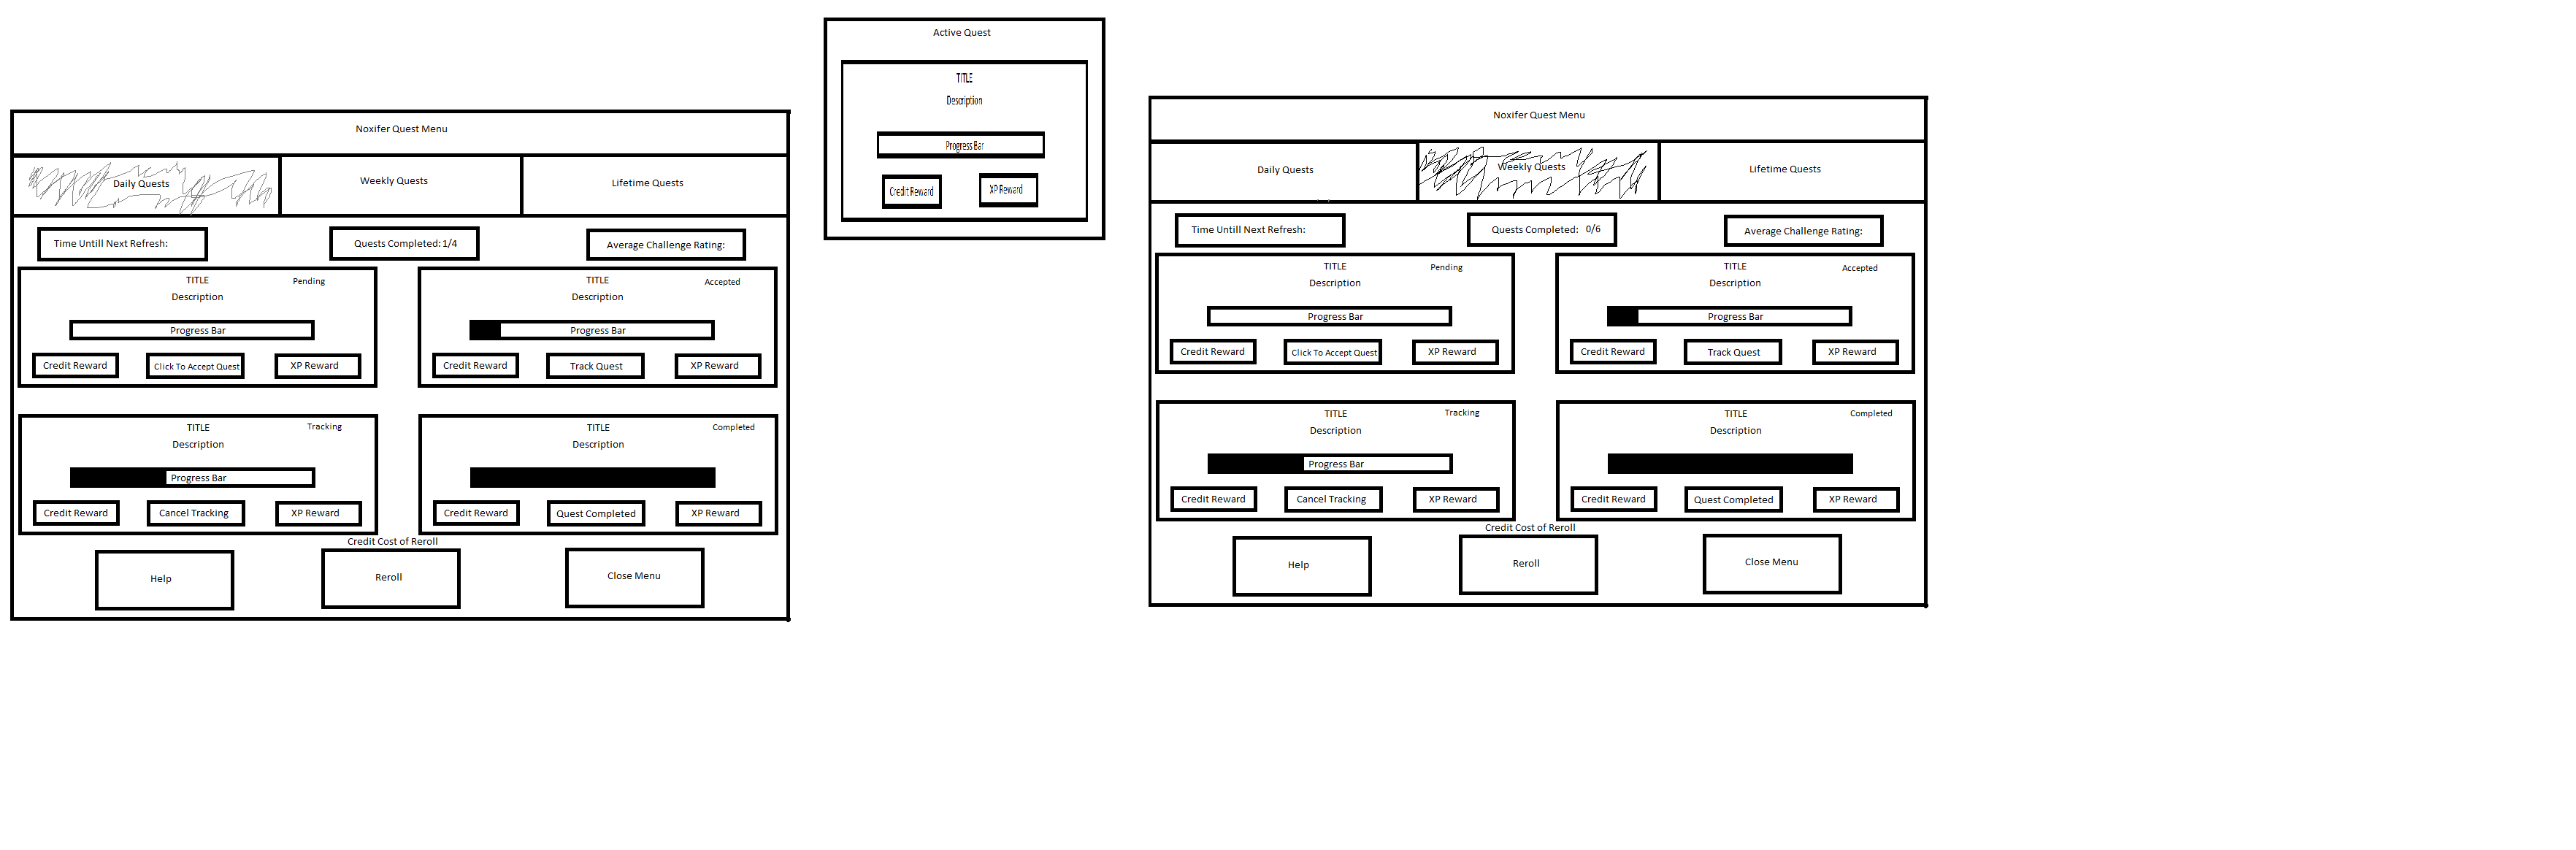 Active Quest
TITLE
Description
Progress Bar
Credit Reward XP Reward
Noxifer Quest Menu
Daily Quests Weekly Quests Lifetime Quests
Time Untill Next Refresh: Quests Completed: 1/4 Average Challenge Rating:
TITLE Pending
Description
Progress Bar
Credit Reward Click To Accept Quest XP Reward
TITLE Accepted
Description
Progress Bar
Credit Reward Track Quest XP Reward
TITLE Tracking
Description
Progress Bar
Credit Reward Cancel Tracking XP Reward
TITLE Completed
Description
Credit Reward Quest Completed XP Reward
Credit Cost of Reroll
Help Reroll Close Menu
Noxifer Quest Menu
Daily Quests Weekly Quests Lifetime Quests
Time Untill Next Refresh: Quests Completed: 0/6 Average Challenge Rating:
TITLE Pending
Description
Progress Bar
Credit Reward Click To Accept Quest XP Reward
TITLE Accepted
Description
Progress Bar
Credit Reward Track Quest XP Reward
TITLE Tracking
Description
Progress Bar
Credit Reward Cancel Tracking XP Reward
TITLE Completed
Description
Credit Reward Quest Completed XP Reward
Credit Cost of Reroll
Help Reroll Close Menu